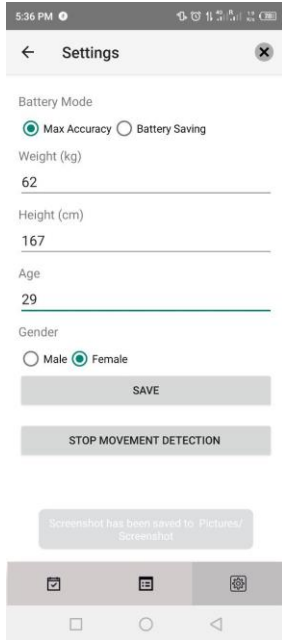 5:36 PM
Settings
Battery Mode
Max Accuracy Battery Saving
Weight (kg)
62
Height (cm)
167
Age
29
Gender
Male Female
SAVE
STOP MOVEMENT DETECTION
Screenshot has been saved to Pictures/
Screenshot